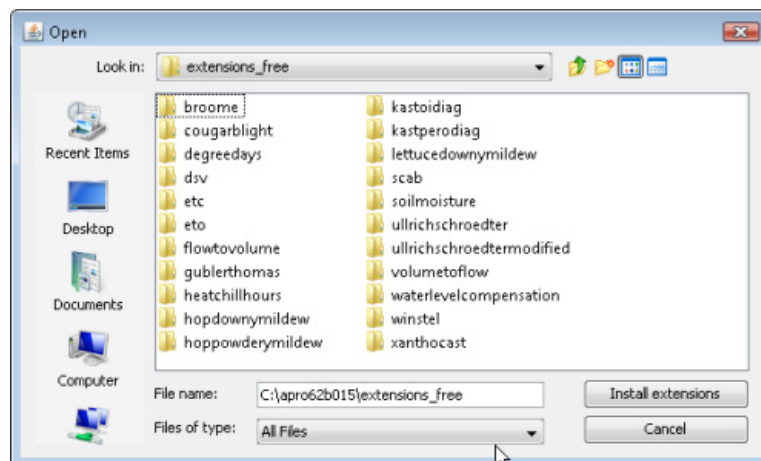 Open
Look in:
extensions_free
Recent Items
Desktop
Documents
Computer
broome
cougarblight
degreedays
dsv
etc
eto
flowtovolume
gublerthomas
heatchillhours
hopdownymildew
hoppowderymildew
kastoidiag
kastperodiag
lettucedownymildew
scab
soilmoisture
ullrichschroedter
ullrichschroedtermodified
volumetoflow
waterlevelcompensation
winstel
xanthocast
File name:
C:\apro62b015\extensions_free
Install extensions
Files of type:
All Files
Cancel